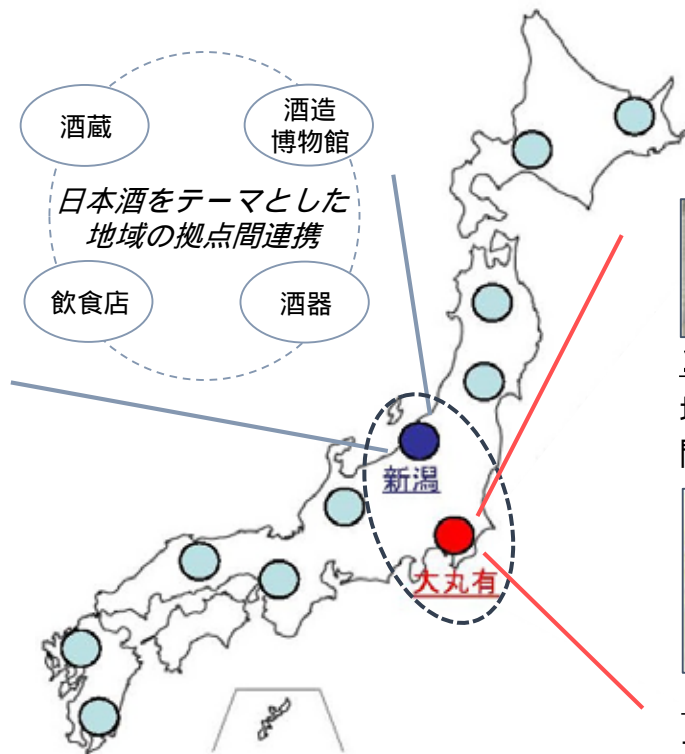 酒蔵
酒造
博物館
日本酒をテーマとした
地域の拠点間連携
飲食店
酒器
新潟
大丸有